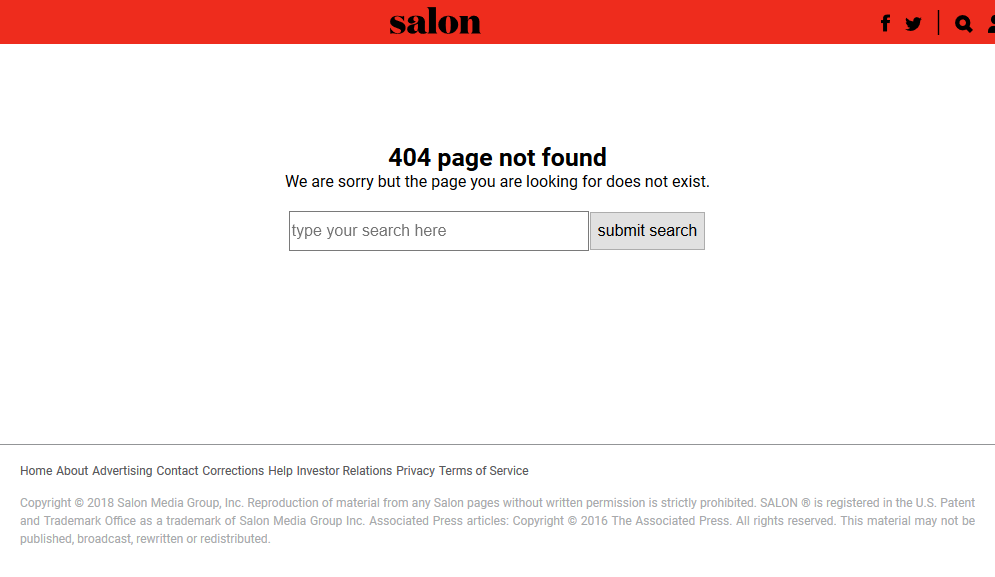 salon
404 page not found
We are sorry but the page you are looking for does not exist.
type your search here submit search
Home About Advertising Contact Corrections Help Investor Relations Privacy Terms of Service
Copyright © 2018 Salon Media Group, Inc. Reproduction of material from any Salon pages without written permission is strictly prohibited. SALON ® is registered in the U.S. Patent
and Trademark Office as a trademark of Salon Media Group Inc. Associated Press articles: Copyright © 2016 The Associated Press. All rights reserved. This material may not be
published, broadcast, rewritten or redistributed.